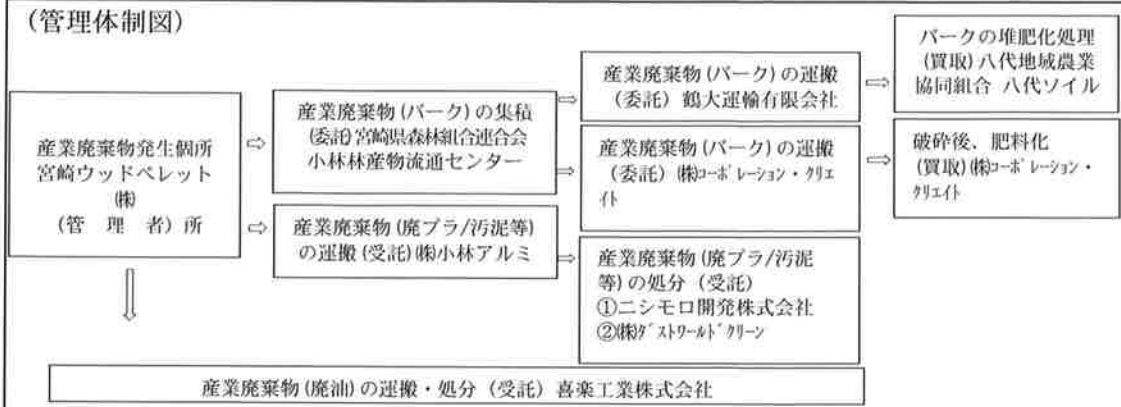 (管理体制図)
産業廃棄物発生個所
宮崎ウッドペレット
㈱
(管 理 者) 所
産業廃棄物(バーク)の集積
(委託)宮崎県森林組合連合会
小林林産物流通センター
産業廃棄物(廃プラ/汚泥等)
の運搬(受託)㈱小林アルミ
産業廃棄物(バーク)の運搬
(委託) 鶴大運輸有限会社
産業廃棄物(バーク)の運搬
(委託) ㈱コーポレーション・クリエ
イト
産業廃棄物(廃プラ/汚泥
等)の処分 (受託)
①ニシモロ開発株式会社
②㈱ダストワールドクリーン
バークの堆肥化処理
(買取)八代地域農業
協同組合 八代ソイル
破砕後、肥料化
(買取)㈱コーポレーション・
クリエイト
産業廃棄物(廃油)の運搬・処分 (受託) 喜楽工業株式会社